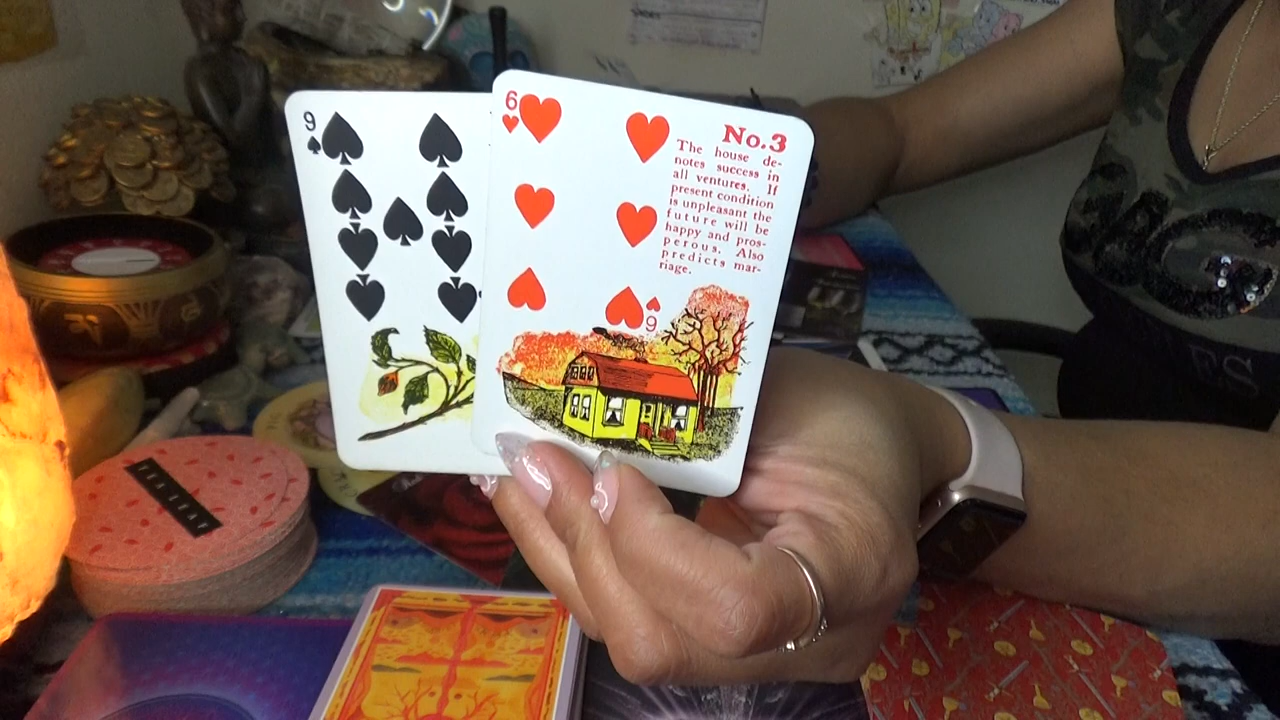 9
6
No.3
The house de-
notes success in
all ventures. If
present condition
is unpleasant the
future will be
happy and pros-
perous. Also
predicts mar-
riage.
6